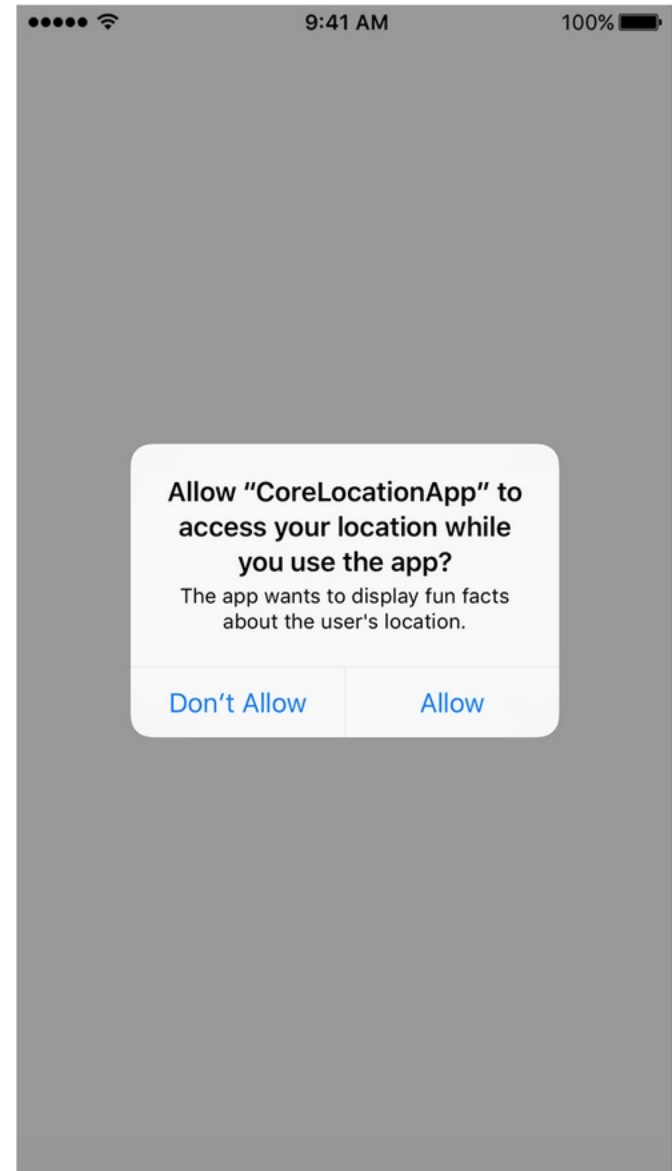 9:41 AM
100%
Allow “CoreLocationApp” to
access your location while
you use the app?
The app wants to display fun facts
about the user's location.
Don’t Allow
Allow